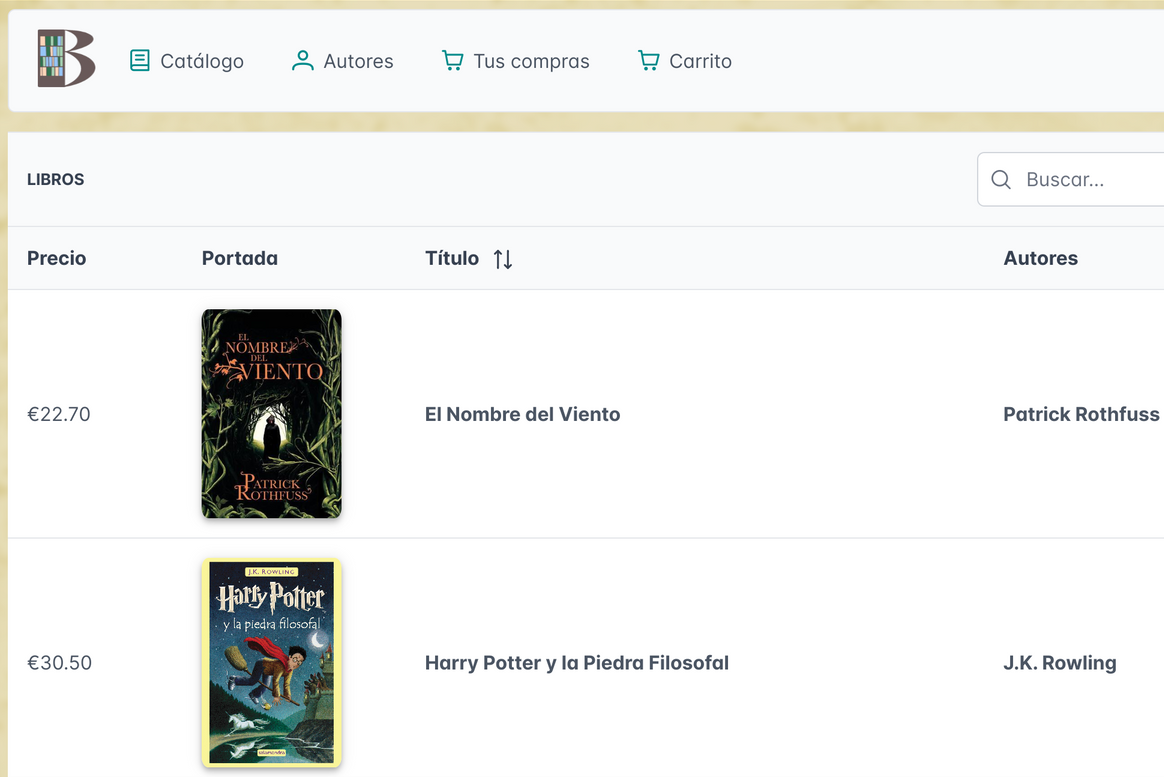 B
Catálogo
Autores
Tus compras
Carrito
LIBROS
Buscar...
Precio
Portada
Título
Autores
€22.70
EL
NOMBRE
DEL
VIENTO
PATRICK
ROTHFUSS
El Nombre del Viento
Patrick Rothfuss
€30.50
J.K. ROWLING
Harry Potter
y la piedra filosofal
salamandra
Harry Potter y la Piedra Filosofal
J.K. Rowling